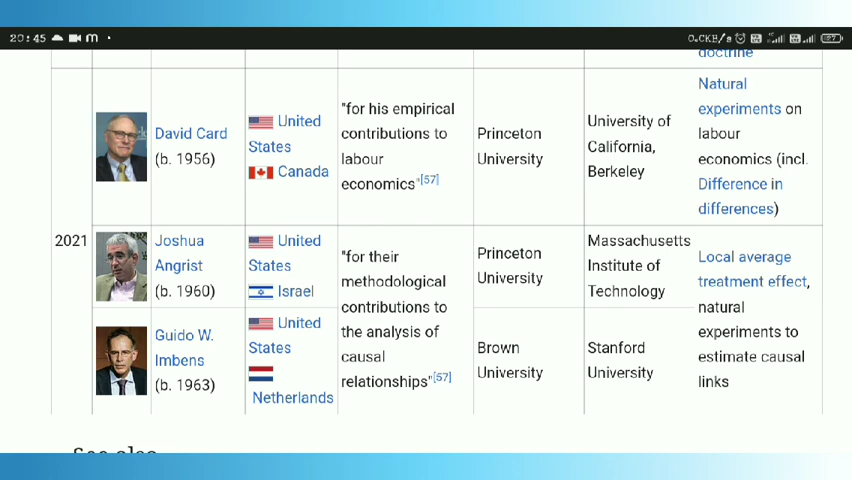 20:45
doctrine
2021
David Card
(b. 1956)
United
States
Canada
"for his empirical
contributions to
labour
economics"[57]
Princeton
University
University of
California,
Berkeley
Natural
experiments on
labour
economics (incl.
Difference in
differences)
Joshua
Angrist
(b. 1960)
United
States
Israel
"for their
methodological
contributions to
the analysis of
causal
relationships"[57]
Princeton
University
Massachusetts
Institute of
Technology
Local average
treatment effect,
natural
experiments to
estimate causal
links
Guido W.
Imbens
(b. 1963)
United
States
Netherlands
Brown
University
Stanford
University
See also